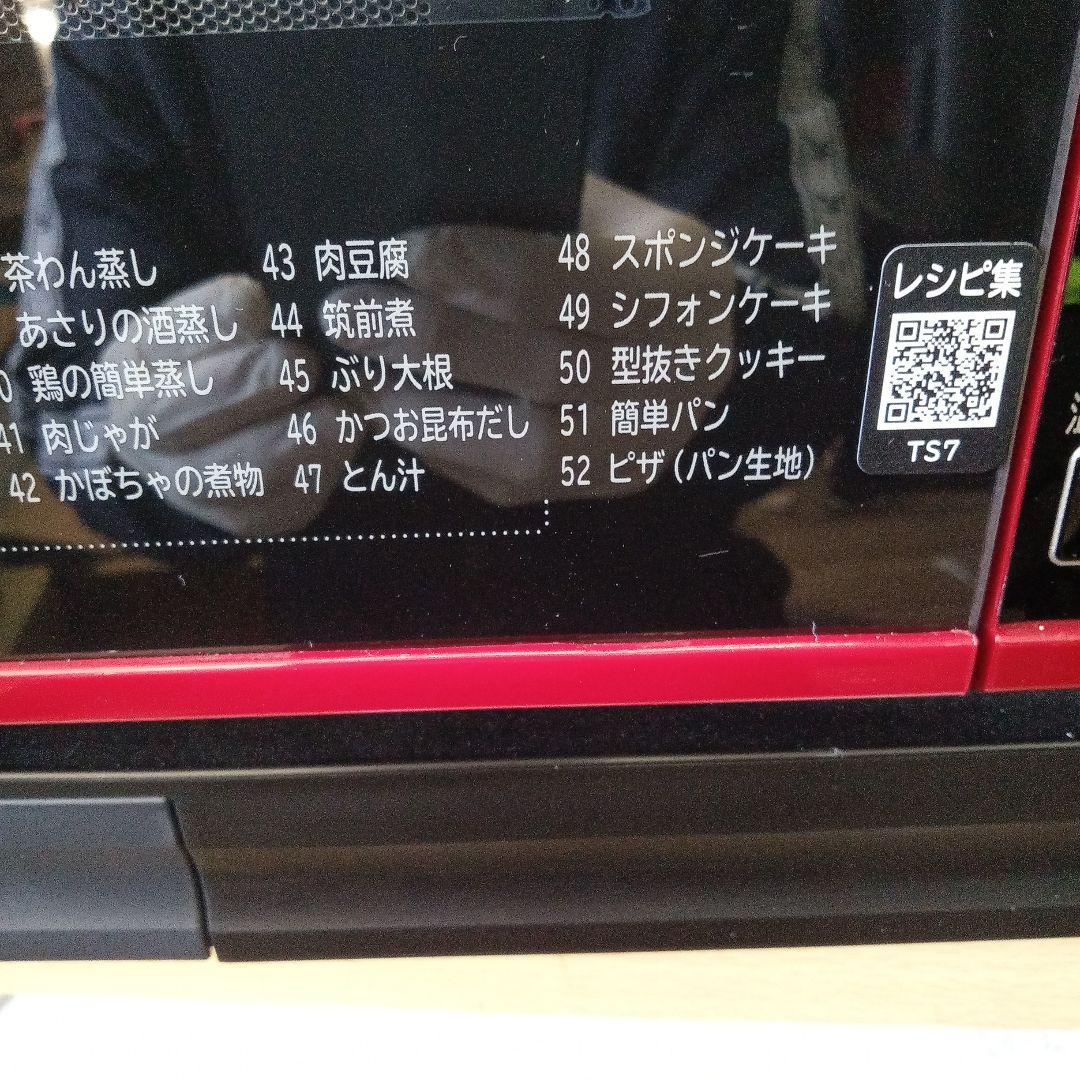 茶わん蒸し
あさりの酒蒸し
0 鶏の簡単蒸し
41 肉じゃが
42 かぼちゃの煮物
43 肉豆腐
44 筑前煮
45 ぶり大根
46 かつお昆布だし
47 とん汁
48 スポンジケーキ
49 シフォンケーキ
50 型抜きクッキー
51 簡単パン
52 ピザ(パン生地)
レシピ集
TS7